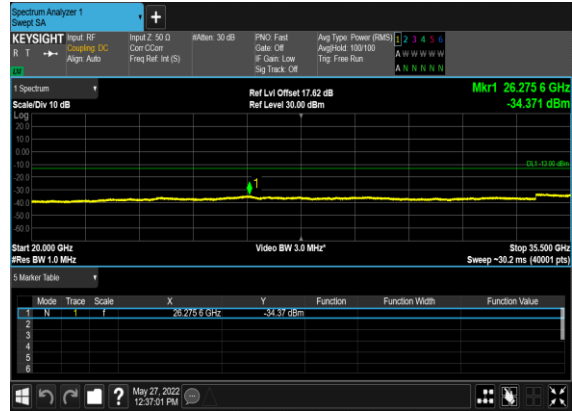 Spectrum Analyzer 1
Swept SA
+
KEYSIGHT Input: RF Input Z: 50 Ω #Atten: 30 dB PNO: Fast Avg Type: Power (RMS) 1 2 3 4 5 6
R T Coupling: DC Corr CCorr Gate: Off Avg|Hold: 100/100 A W W W W W
Align: Auto Freq Ref: Int (S) IF Gain: Low Trig: Free Run
Sig Track: Off A N N N N N
1 Spectrum Ref Lvl Offset 17.62 dB Mkr1 26.275 6 GHz
Scale/Div 10 dB Ref Level 30.00 dBm -34.371 dBm
Log
20.0
10.0
0.00
-10.0 DL1 -13.00 dBm
-20.0
-30.0 1
-40.0
-50.0
-60.0
Start 20.000 GHz Video BW 3.0 MHz* Stop 35.500 GHz
#Res BW 1.0 MHz Sweep ~30.2 ms (40001 pts)
5 Marker Table
Mode Trace Scale X Y Function Function Width Function Value
1 N 1 f 26.275 6 GHz -34.37 dBm
2
3
4
5
6
? May 27, 2022
12:37:01 PM